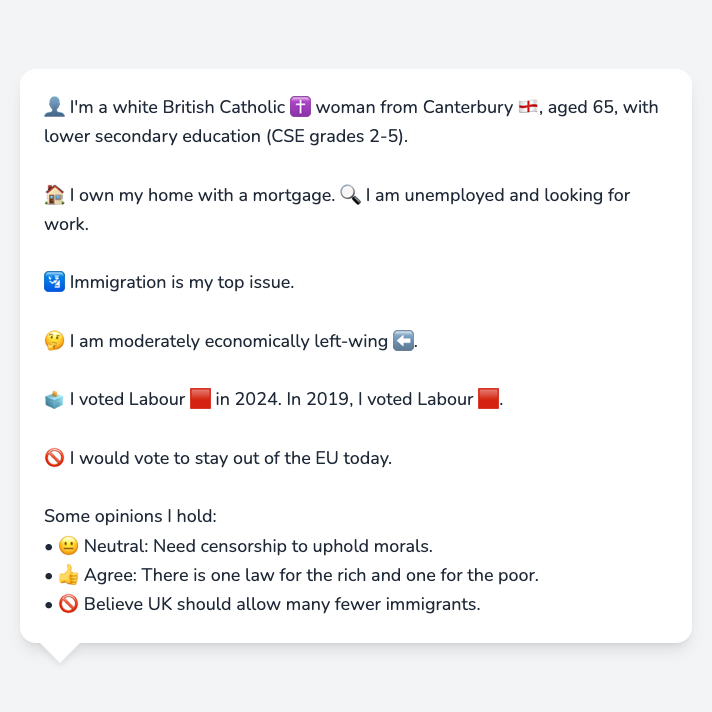 👤 I'm a white British Catholic ✝️ woman from Canterbury 🏴󠁧󠁢󠁥󠁮󠁧󠁿, aged 65, with
lower secondary education (CSE grades 2-5).
🏠 I own my home with a mortgage. 🔍 I am unemployed and looking for
work.
🛂 Immigration is my top issue.
🤔 I am moderately economically left-wing ⬅️.
🗳️ I voted Labour 🟥 in 2024. In 2019, I voted Labour 🟥.
🚫 I would vote to stay out of the EU today.
Some opinions I hold:
• 😐 Neutral: Need censorship to uphold morals.
• 👍 Agree: There is one law for the rich and one for the poor.
• 🚫 Believe UK should allow many fewer immigrants.